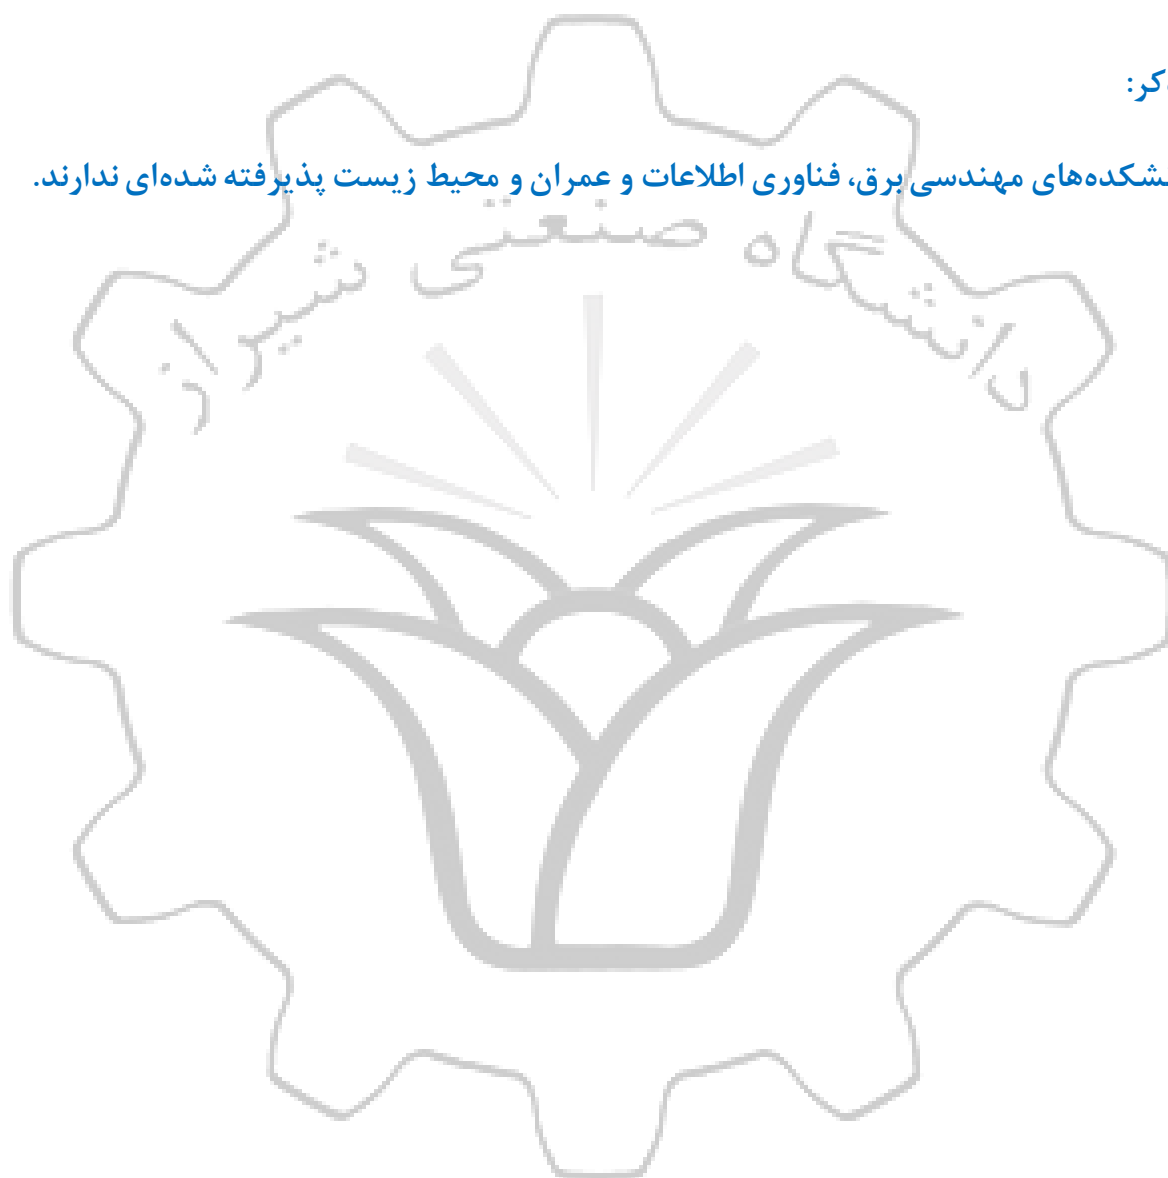 کر:
شکده‌های مهندسی برق، فناوری اطلاعات و عمران و محیط زیست پذیرفته شده‌ای ندارند.
دانشگاه صنعتی شیراز